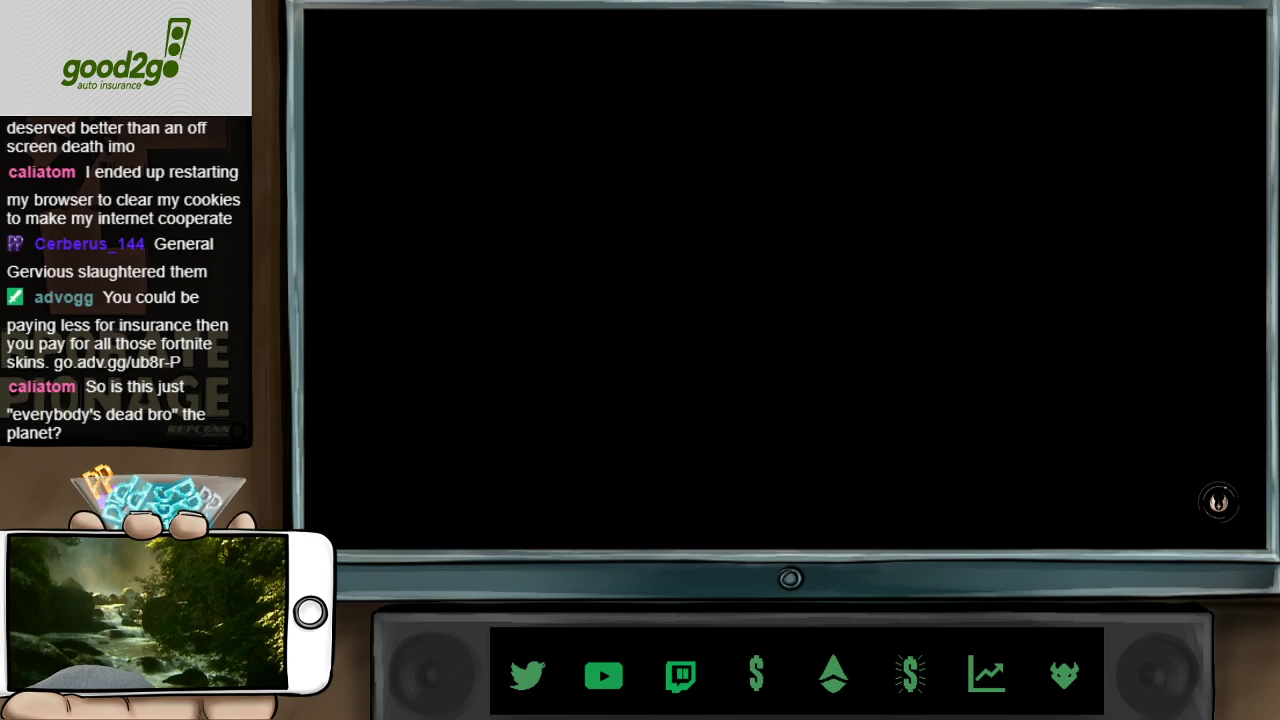 good2go
auto insurance
deserved better than an off
screen death imo
caliatom I ended up restarting
my browser to clear my cookies
to make my internet cooperate
Cerberus_144 General
Gervious slaughtered them
advogg You could be
paying less for insurance then
you pay for all those fortnite
skins. go.adv.gg/ub8r-P
caliatom So is this just
"everybody's dead bro" the
planet?